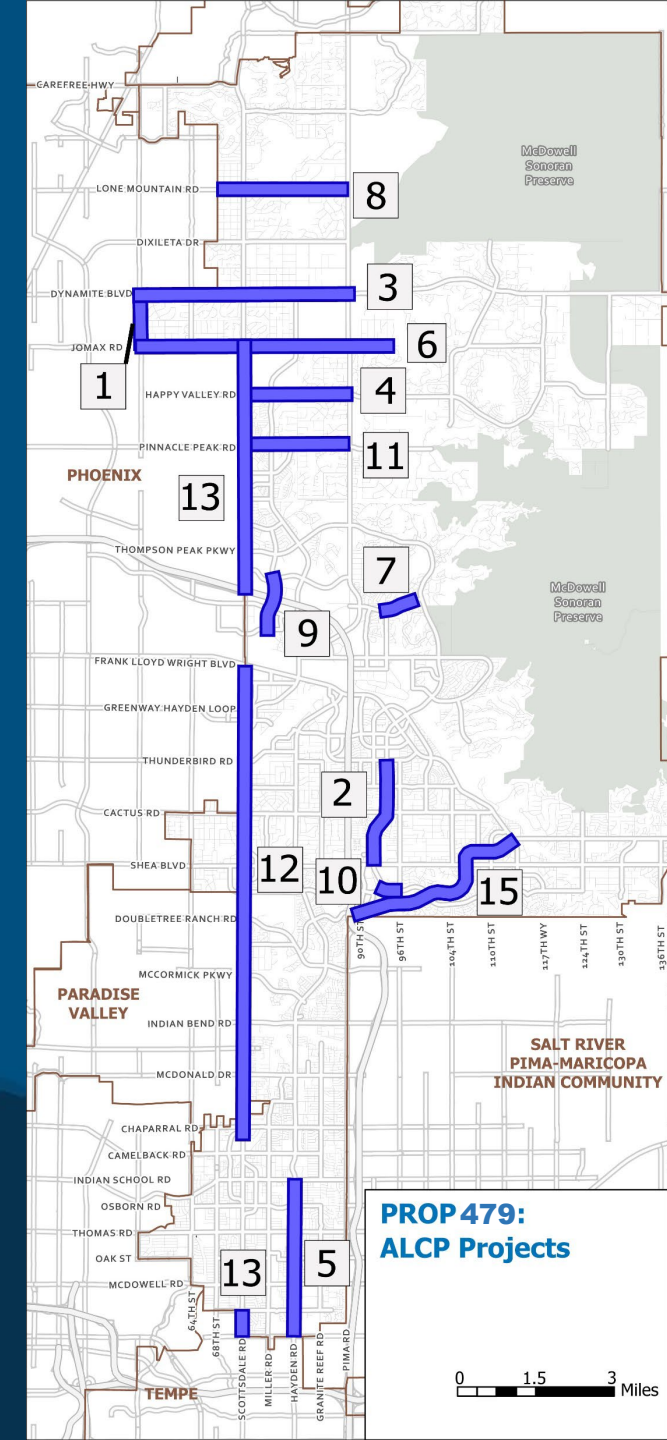 CAREFREE HWY
McDowell
Sonoran
Preserve
LONE MOUNTAIN RD
8
DIXILETA DR
DYNAMITE BLVD
3
JOMAX RD
6
1
HAPPY VALLEY RD
4
PINNACLE PEAK RD
11
PHOENIX
13
THOMPSON PEAK PKWY
7
McDowell
Sonoran
Preserve
9
FRANK LLOYD WRIGHT BLVD
GREENWAY HAYDEN LOOP
THUNDERBIRD RD
2
CACTUS RD
SHEA BLVD
12
10
15
DOUBLETREE RANCH RD
90TH ST
96TH ST
104TH ST
110TH ST
117TH WY
124TH ST
130TH ST
136TH ST
MCCORMICK PKWY
PARADISE
VALLEY
INDIAN BEND RD
SALT RIVER
PIMA-MARICOPA
INDIAN COMMUNITY
MCDONALD DR
CHAPARRAL RD
CAMELBACK RD
INDIAN SCHOOL RD
OSBORN RD
THOMAS RD
OAK ST
13
5
MCDOWELL RD
64TH ST
68TH ST
SCOTTSDALE RD
MILLER RD
HAYDEN RD
GRANITE REEF RD
PIMA RD
TEMPE
PROP 479:
ALCP Projects
0 1.5 3 Miles